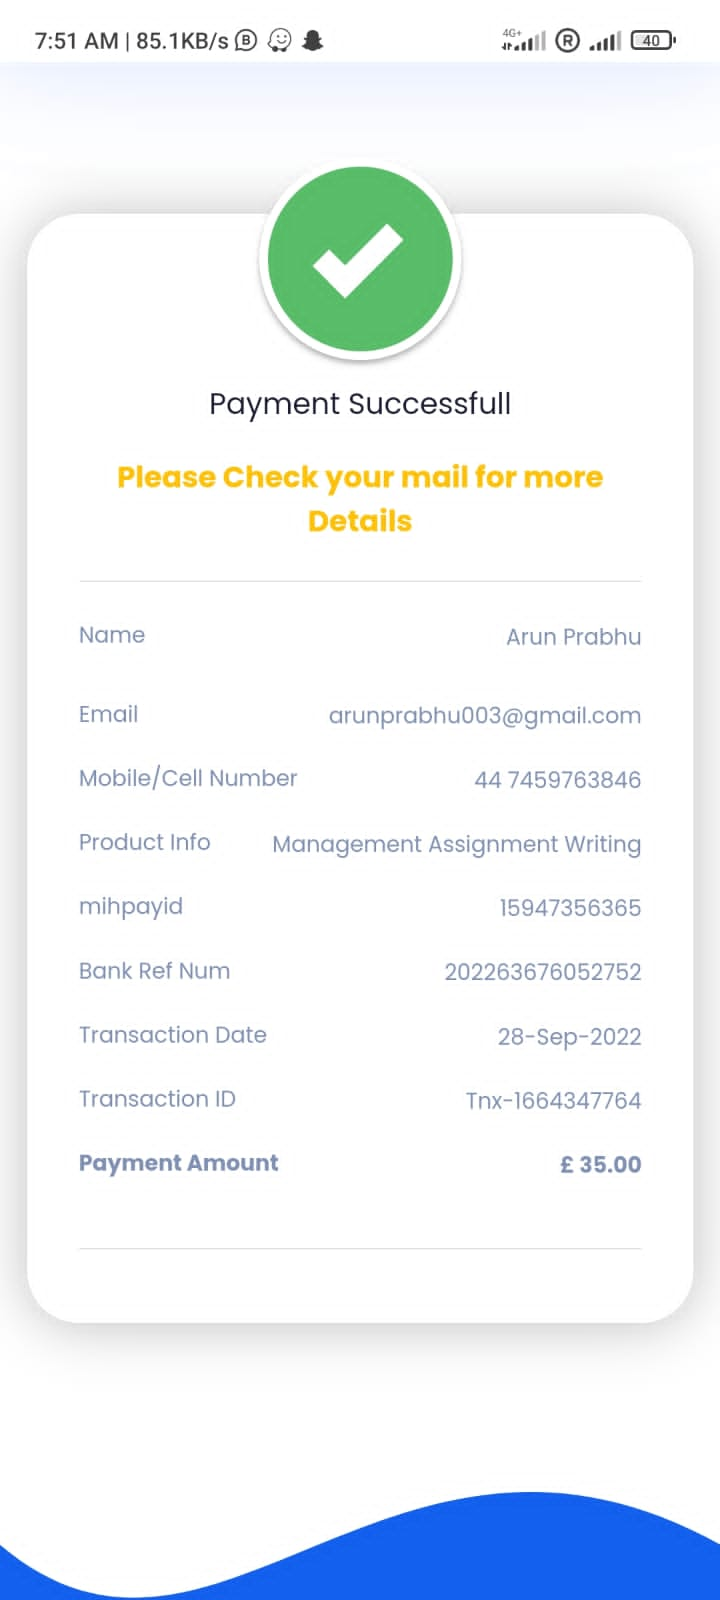 7:51 AM | 85.1KB/s B
4G+ R 40
Payment Successfull
Please Check your mail for more
Details
Name Arun Prabhu
Email arunprabhu003@gmail.com
Mobile/Cell Number 44 7459763846
Product Info Management Assignment Writing
mihpayid 15947356365
Bank Ref Num 202263676052752
Transaction Date 28-Sep-2022
Transaction ID Tnx-1664347764
Payment Amount £ 35.00